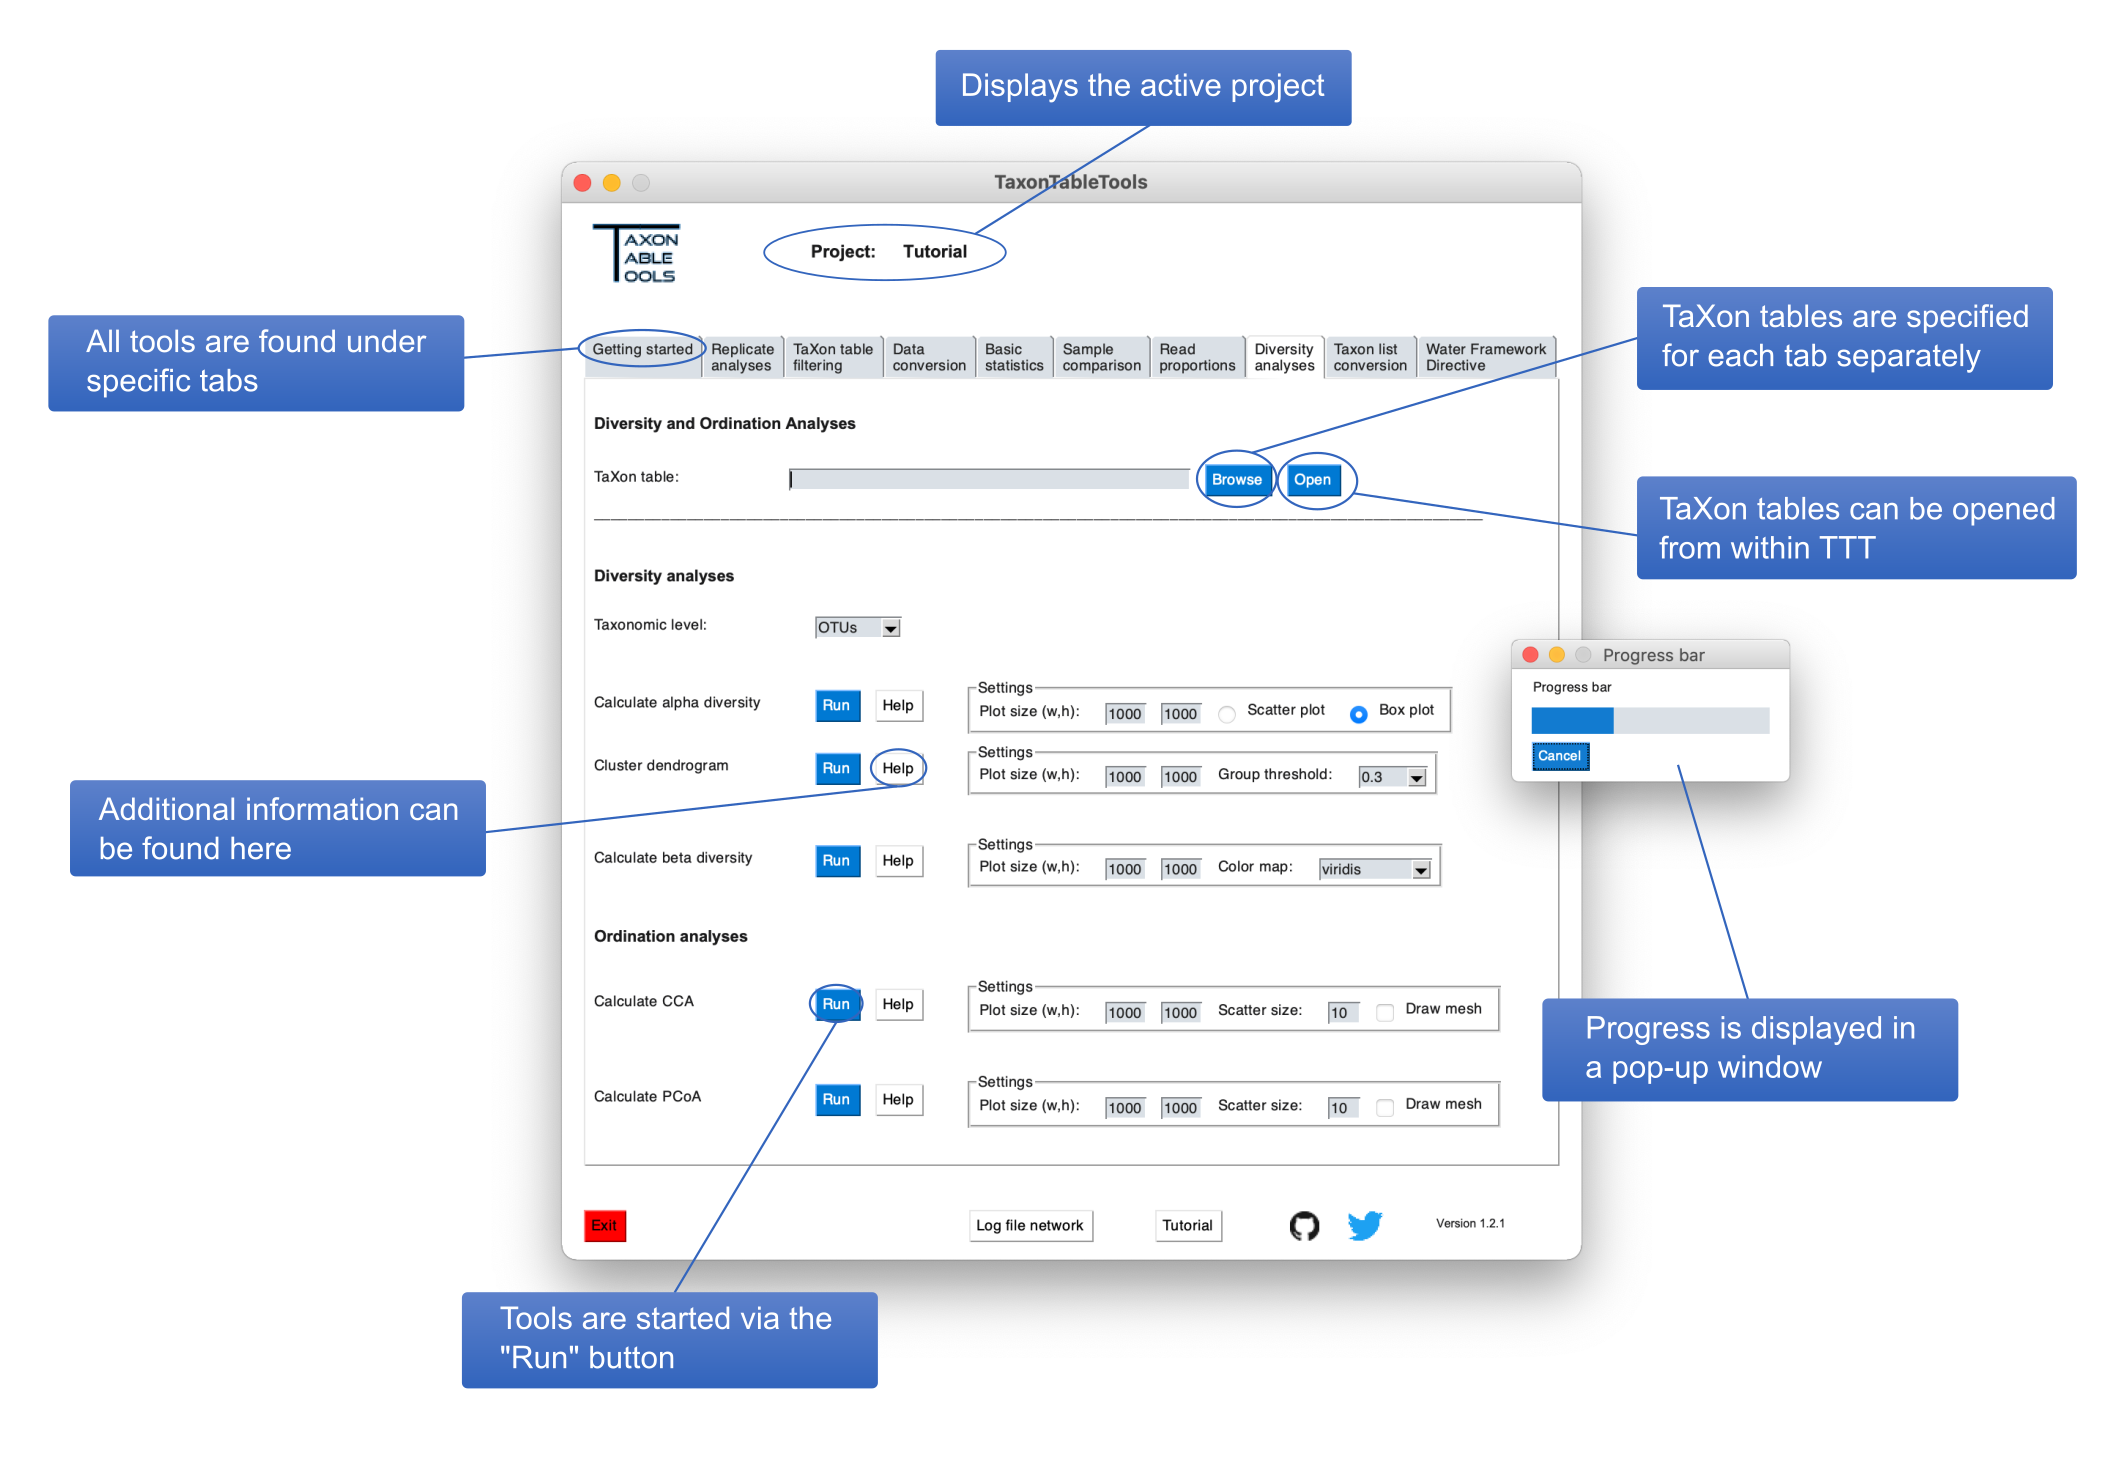 Displays the active project
TaxonTableTools
TAXON
TABLE
TOOLS
Project: Tutorial
All tools are found under
specific tabs
TaXon tables are specified
for each tab separately
Getting started
Replicate
analyses
TaXon table
filtering
Data
conversion
Basic
statistics
Sample
comparison
Read
proportions
Diversity
analyses
Taxon list
conversion
Water Framework
Directive
Diversity and Ordination Analyses
TaXon table: Browse Open
TaXon tables can be opened
from within TTT
Diversity analyses
Taxonomic level: OTUs
Calculate alpha diversity Run Help
Settings
Plot size (w,h): 1000 1000 Scatter plot Box plot
Cluster dendrogram Run Help
Settings
Plot size (w,h): 1000 1000 Group threshold: 0.3
Progress bar
Progress bar
Cancel
Additional information can
be found here
Calculate beta diversity Run Help
Settings
Plot size (w,h): 1000 1000 Color map: viridis
Ordination analyses
Calculate CCA Run Help
Settings
Plot size (w,h): 1000 1000 Scatter size: 10 Draw mesh
Progress is displayed in
a pop-up window
Calculate PCoA Run Help
Settings
Plot size (w,h): 1000 1000 Scatter size: 10 Draw mesh
Exit Log file network Tutorial Version 1.2.1
Tools are started via the
"Run" button